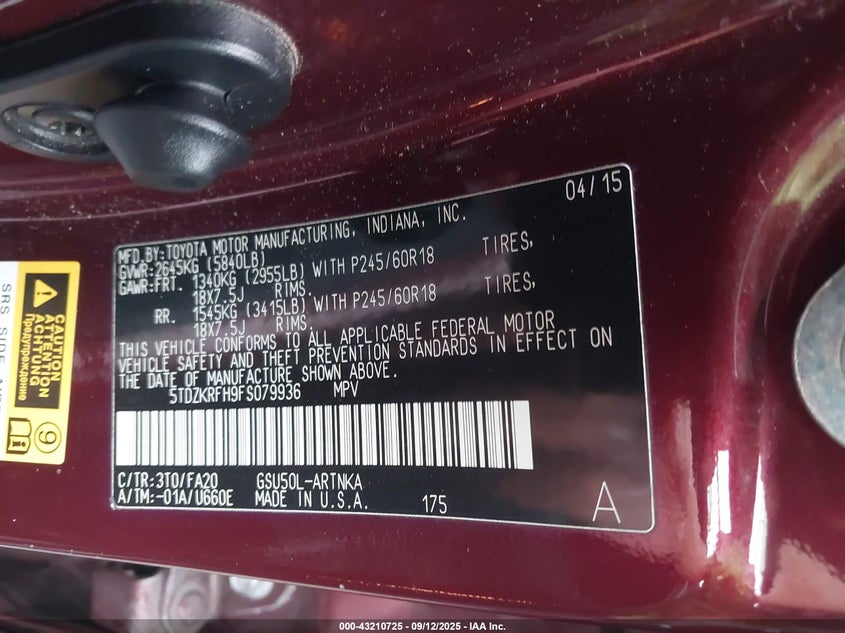 04/15
MFD.BY:TOYOTA MOTOR MANUFACTURING, INDIANA, INC.
GVWR:2645KG (5840LB)
GAWR:FRT. 1340KG (2955LB) WITH P245/60R18 TIRES,
18X7.5J RIMS.
RR. 1545KG (3415LB) WITH P245/60R18 TIRES,
18X7.5J RIMS.
THIS VEHICLE CONFORMS TO ALL APPLICABLE FEDERAL MOTOR
VEHICLE SAFETY AND THEFT PREVENTION STANDARDS IN EFFECT ON
THE DATE OF MANUFACTURE SHOWN ABOVE.
5TDZKRFH9FS079936 MPV
C/TR:3T0/FA20 GSU50L-ARTNKA
A/TM:-01A/U660E MADE IN U.S.A. 175
A
CAUTION
ATTENTION
ACHTUNG
Предупреждение
9
SRS SIDE
000-43210725 - 09/12/2025 - IAA Inc.